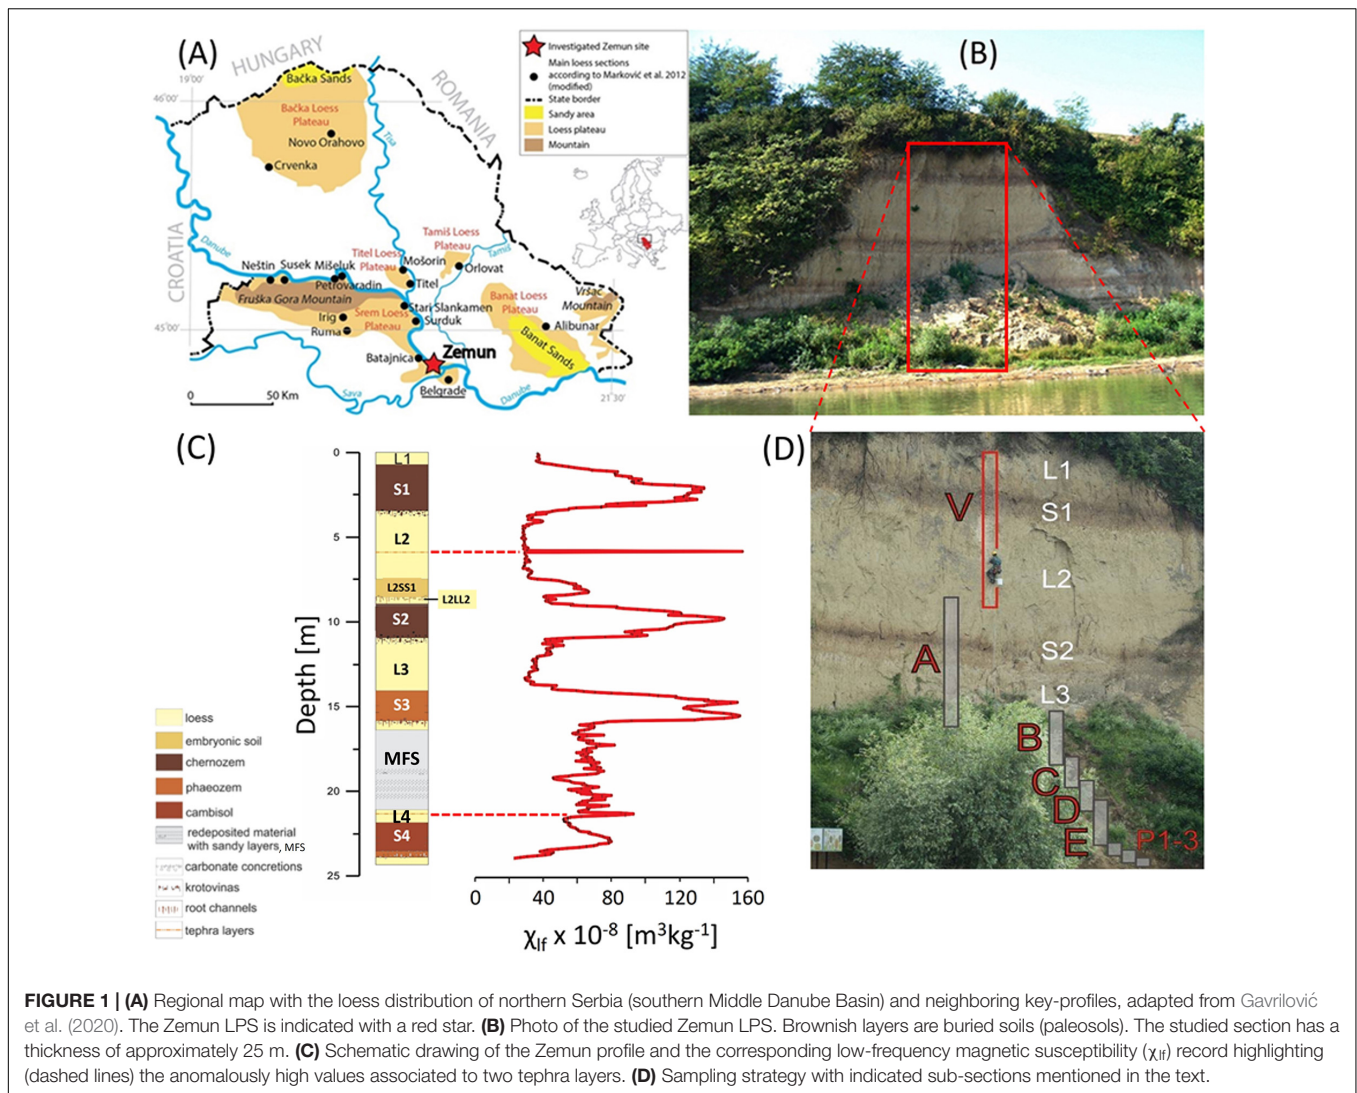 (A)
HUNGARY
ROMANIA
CROATIA
19°00'
46°00'
45°00'
21°30'
Bačka Sands
Bačka Loess
Plateau
Novo Orahovo
Crvenka
Tisa
Danube
Neštin
Susek
Mišeluk
Petrovaradin
Fruška Gora Mountain
Irig
Ruma
Srem Loess
Plateau
Titel Loess
Plateau
Mošorin
Titel
Stari Slankamen
Surduk
Tamiš Loess
Plateau
Tamiš
Orlovat
Banat Loess
Plateau
Vršac
Mountain
Alibunar
Banat Sands
Batajnica
Zemun
Belgrade
Sava
Danube
0
50 Km
Investigated Zemun site
Main loess sections
according to Marković et al. 2012
(modified)
State border
Sandy area
Loess plateau
Mountain
(B)
(C)
Depth [m]
0
5
10
15
20
25
L1
S1
L2
L2SS1
L2LL2
S2
L3
S3
MFS
L4
S4
0
40
80
120
160
χlf x 10-8 [m3kg-1]
loess
embryonic soil
chernozem
phaeozem
cambisol
redeposited material
with sandy layers, MFS
carbonate concretions
krotovinas
root channels
tephra layers
(D)
L1
V
S1
L2
A
S2
L3
B
C
D
E
P1-3
FIGURE 1 | (A) Regional map with the loess distribution of northern Serbia (southern Middle Danube Basin) and neighboring key-profiles, adapted from Gavrilović
et al. (2020). The Zemun LPS is indicated with a red star. (B) Photo of the studied Zemun LPS. Brownish layers are buried soils (paleosols). The studied section has a
thickness of approximately 25 m. (C) Schematic drawing of the Zemun profile and the corresponding low-frequency magnetic susceptibility (χlf) record highlighting
(dashed lines) the anomalously high values associated to two tephra layers. (D) Sampling strategy with indicated sub-sections mentioned in the text.